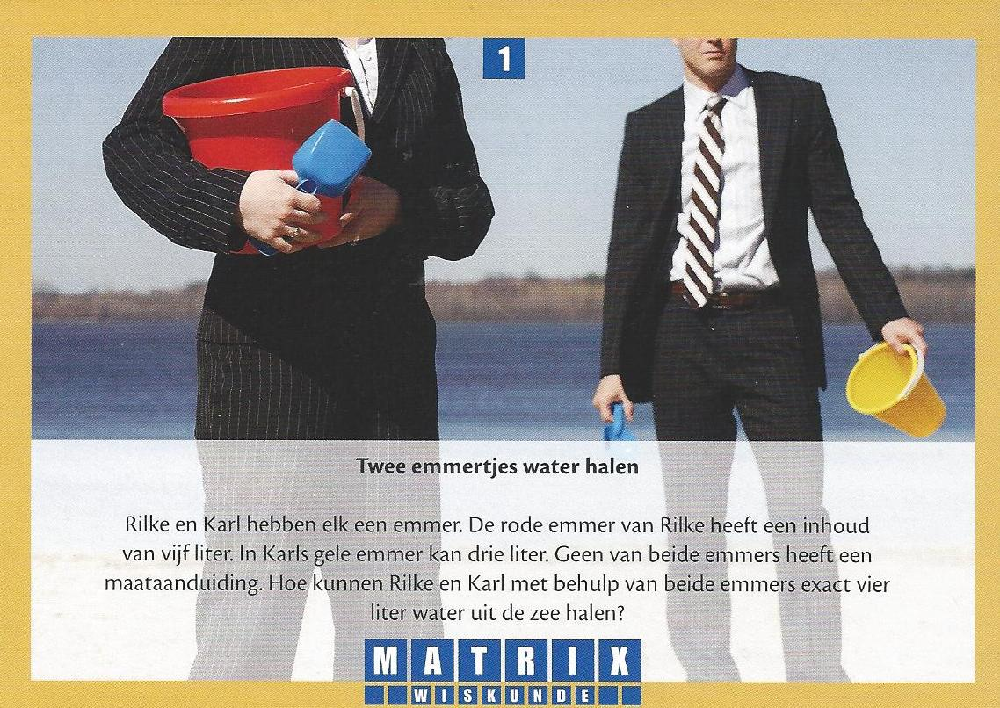 1
Twee emmertjes water halen
Rilke en Karl hebben elk een emmer. De rode emmer van Rilke heeft een inhoud
van vijf liter. In Karls gele emmer kan drie liter. Geen van beide emmers heeft een
maataanduiding. Hoe kunnen Rilke en Karl met behulp van beide emmers exact vier
liter water uit de zee halen?
MATRIX
WISKUNDE